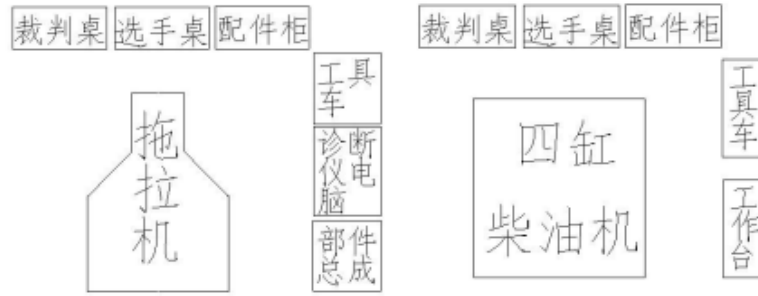 裁判桌 选手桌 配件柜
工具
车
诊断
仪电
脑
部件
总成
拖
拉
机
裁判桌 选手桌 配件柜
四缸
柴油机
工
具
车
工
作
台